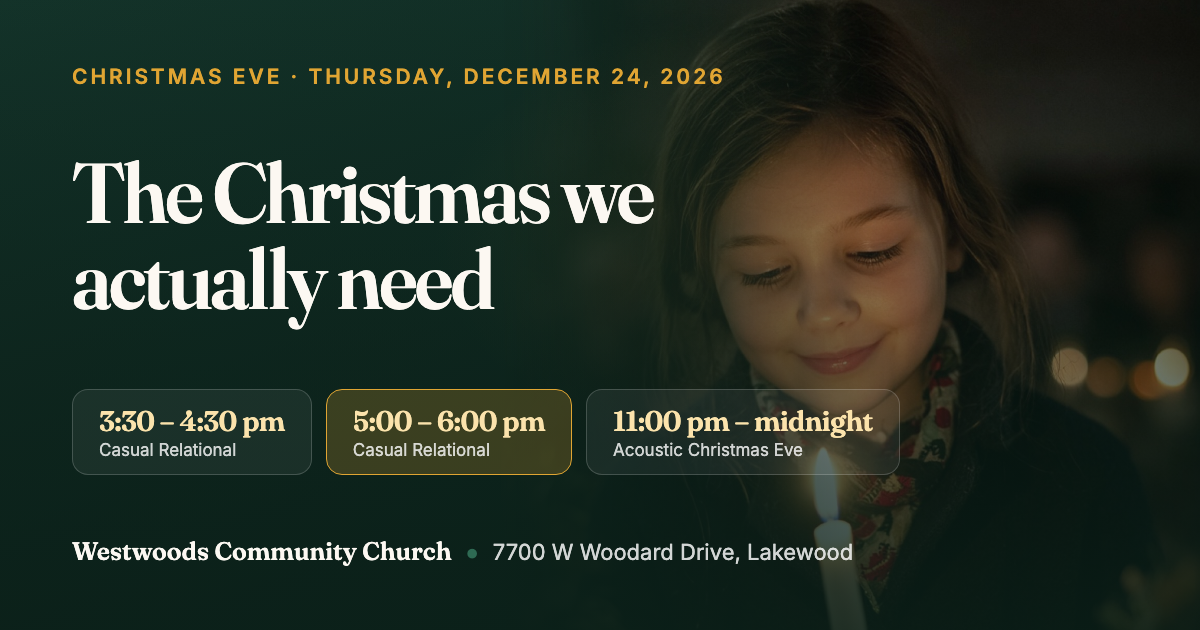 CHRISTMAS EVE · THURSDAY, DECEMBER 24, 2026
The Christmas we
actually need
3:30 – 4:30 pm
Casual Relational
5:00 – 6:00 pm
Casual Relational
11:00 pm – midnight
Acoustic Christmas Eve
Westwoods Community Church • 7700 W Woodard Drive, Lakewood